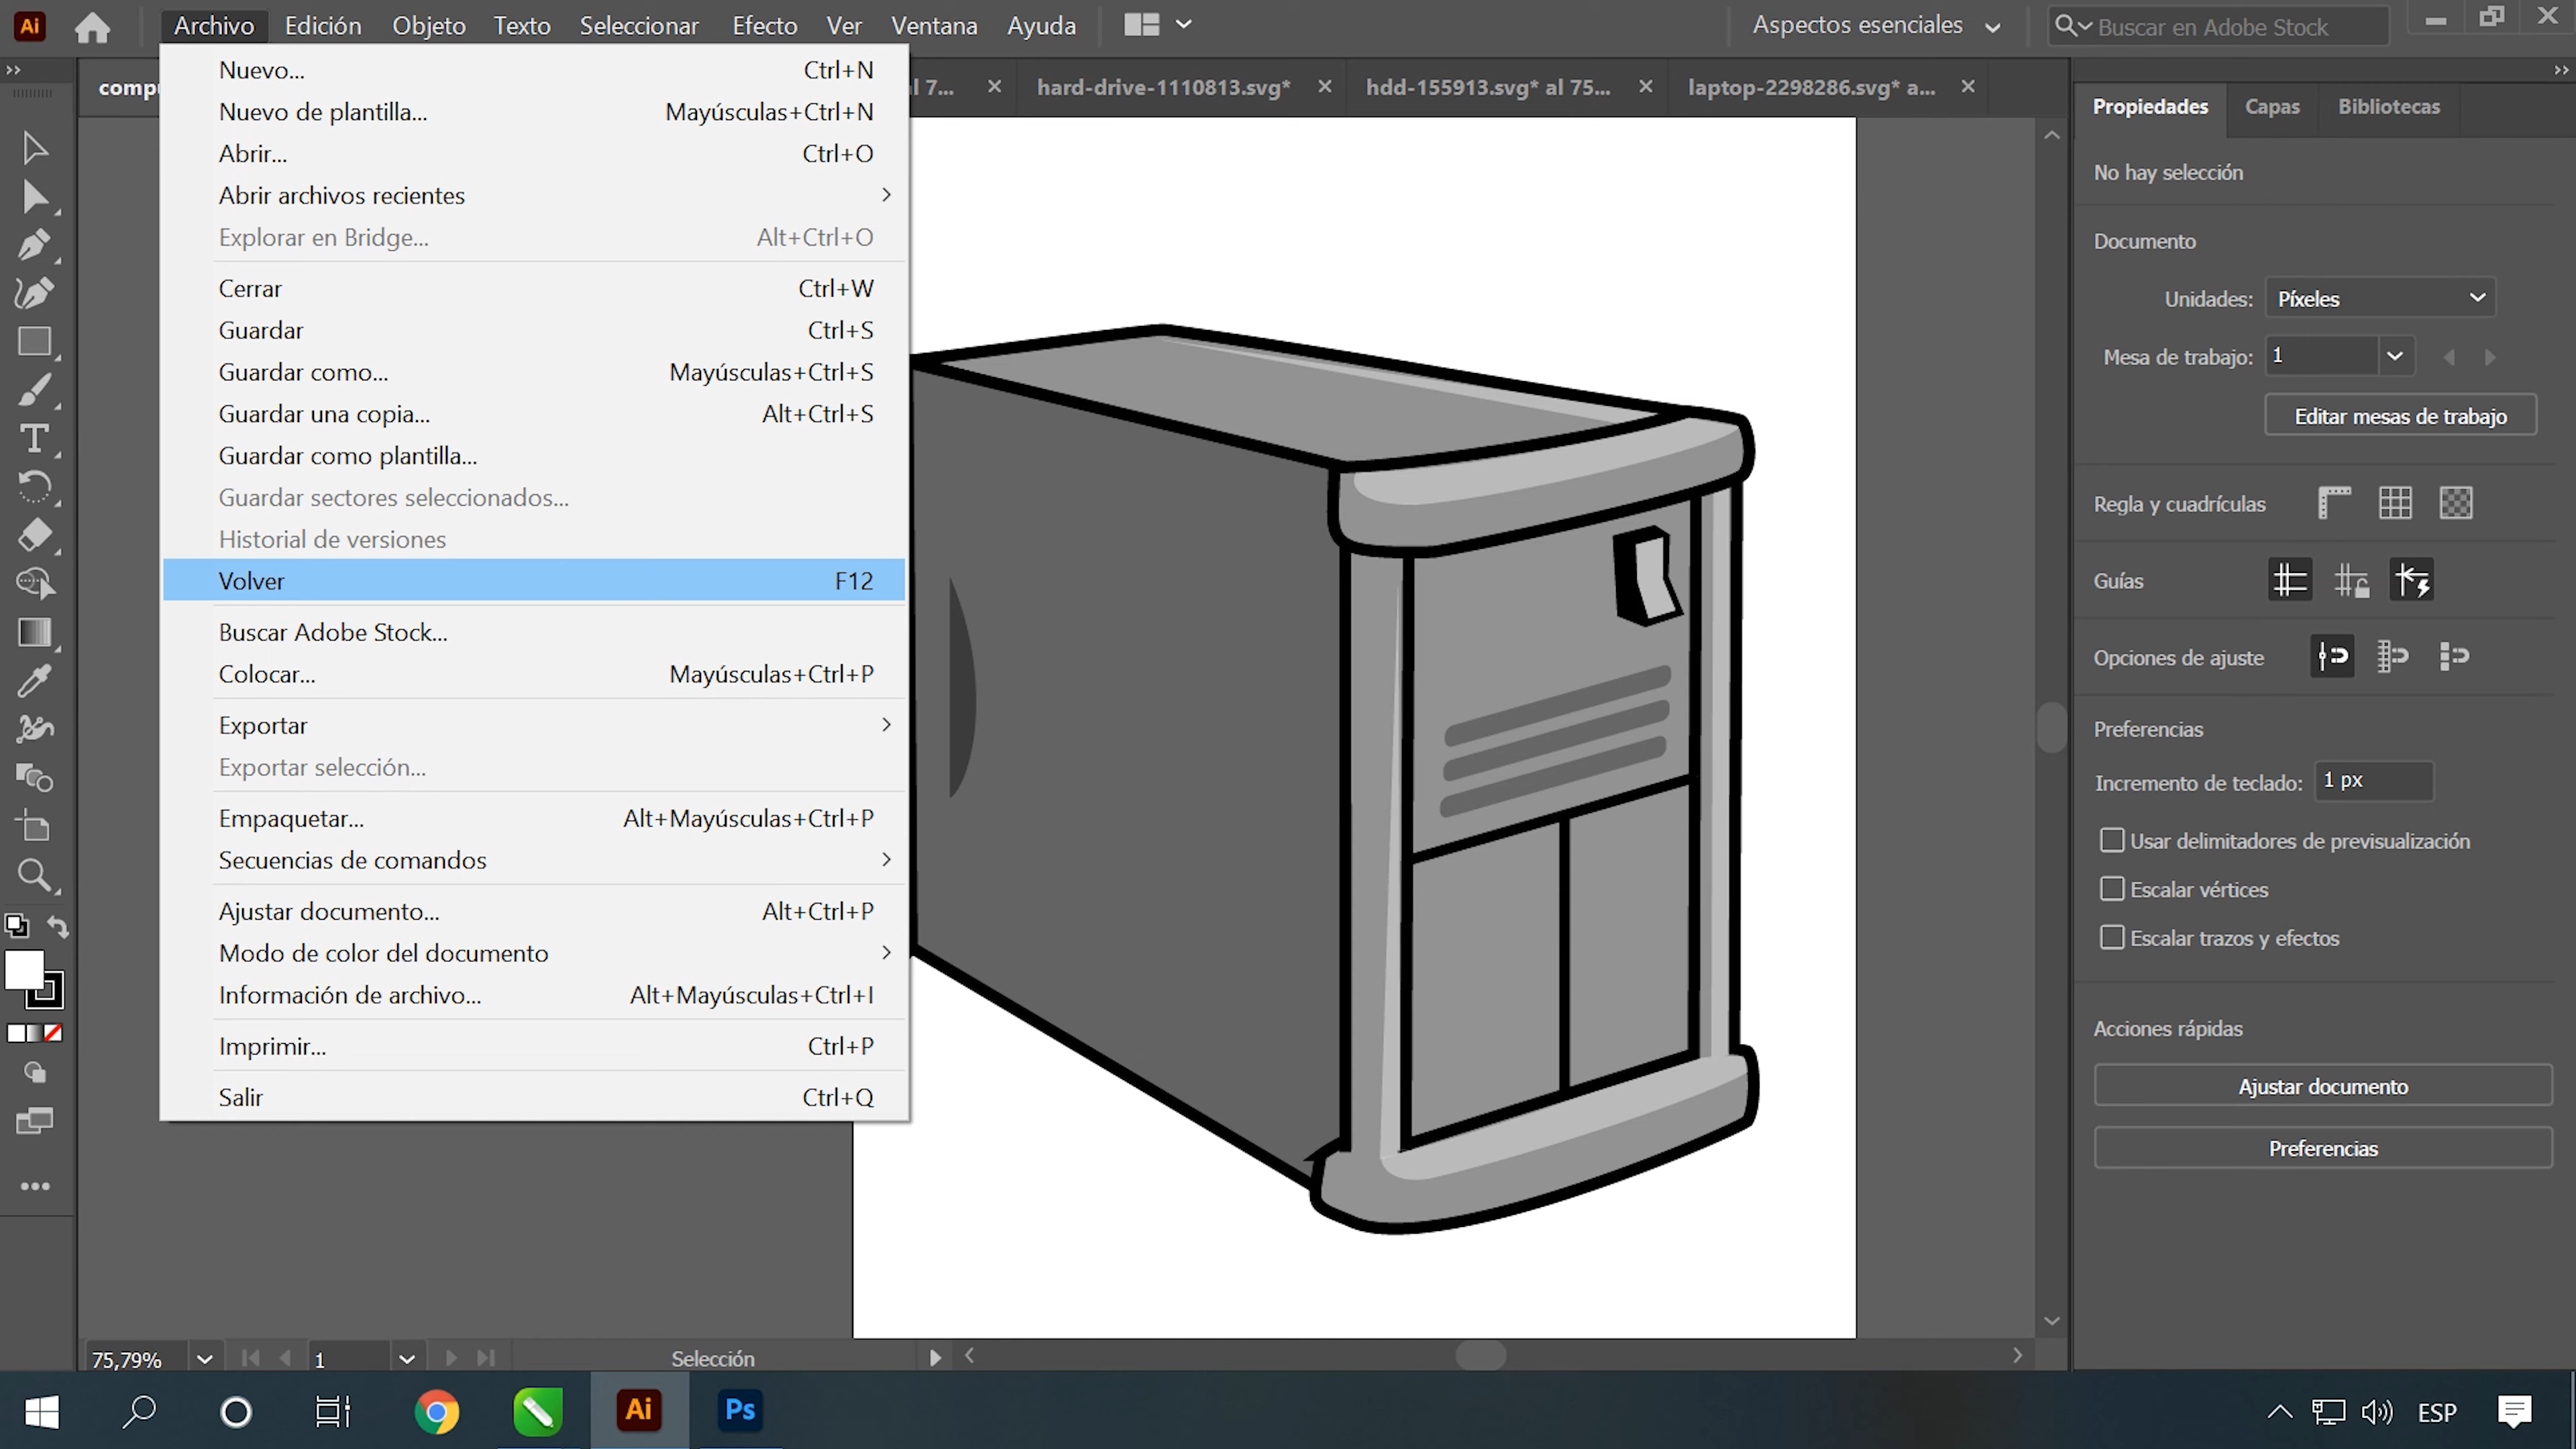 Ai Archivo Edición Objeto Texto Seleccionar Efecto Ver Ventana Ayuda Aspectos esenciales Buscar en Adobe Stock
compu al 7... hard-drive-1110813.svg* hdd-155913.svg* al 75... laptop-2298286.svg* a...
Nuevo... Ctrl+N
Nuevo de plantilla... Mayúsculas+Ctrl+N
Abrir... Ctrl+O
Abrir archivos recientes
Explorar en Bridge... Alt+Ctrl+O
Cerrar Ctrl+W
Guardar Ctrl+S
Guardar como... Mayúsculas+Ctrl+S
Guardar una copia... Alt+Ctrl+S
Guardar como plantilla...
Guardar sectores seleccionados...
Historial de versiones
Volver F12
Buscar Adobe Stock...
Colocar... Mayúsculas+Ctrl+P
Exportar
Exportar selección...
Empaquetar... Alt+Mayúsculas+Ctrl+P
Secuencias de comandos
Ajustar documento... Alt+Ctrl+P
Modo de color del documento
Información de archivo... Alt+Mayúsculas+Ctrl+I
Imprimir... Ctrl+P
Salir Ctrl+Q
Propiedades Capas Bibliotecas
No hay selección
Documento
Unidades: Píxeles
Mesa de trabajo: 1
Editar mesas de trabajo
Regla y cuadrículas
Guías
Opciones de ajuste
Preferencias
Incremento de teclado: 1 px
Usar delimitadores de previsualización
Escalar vértices
Escalar trazos y efectos
Acciones rápidas
Ajustar documento
Preferencias
75,79% 1 Selección
Ai Ps ESP